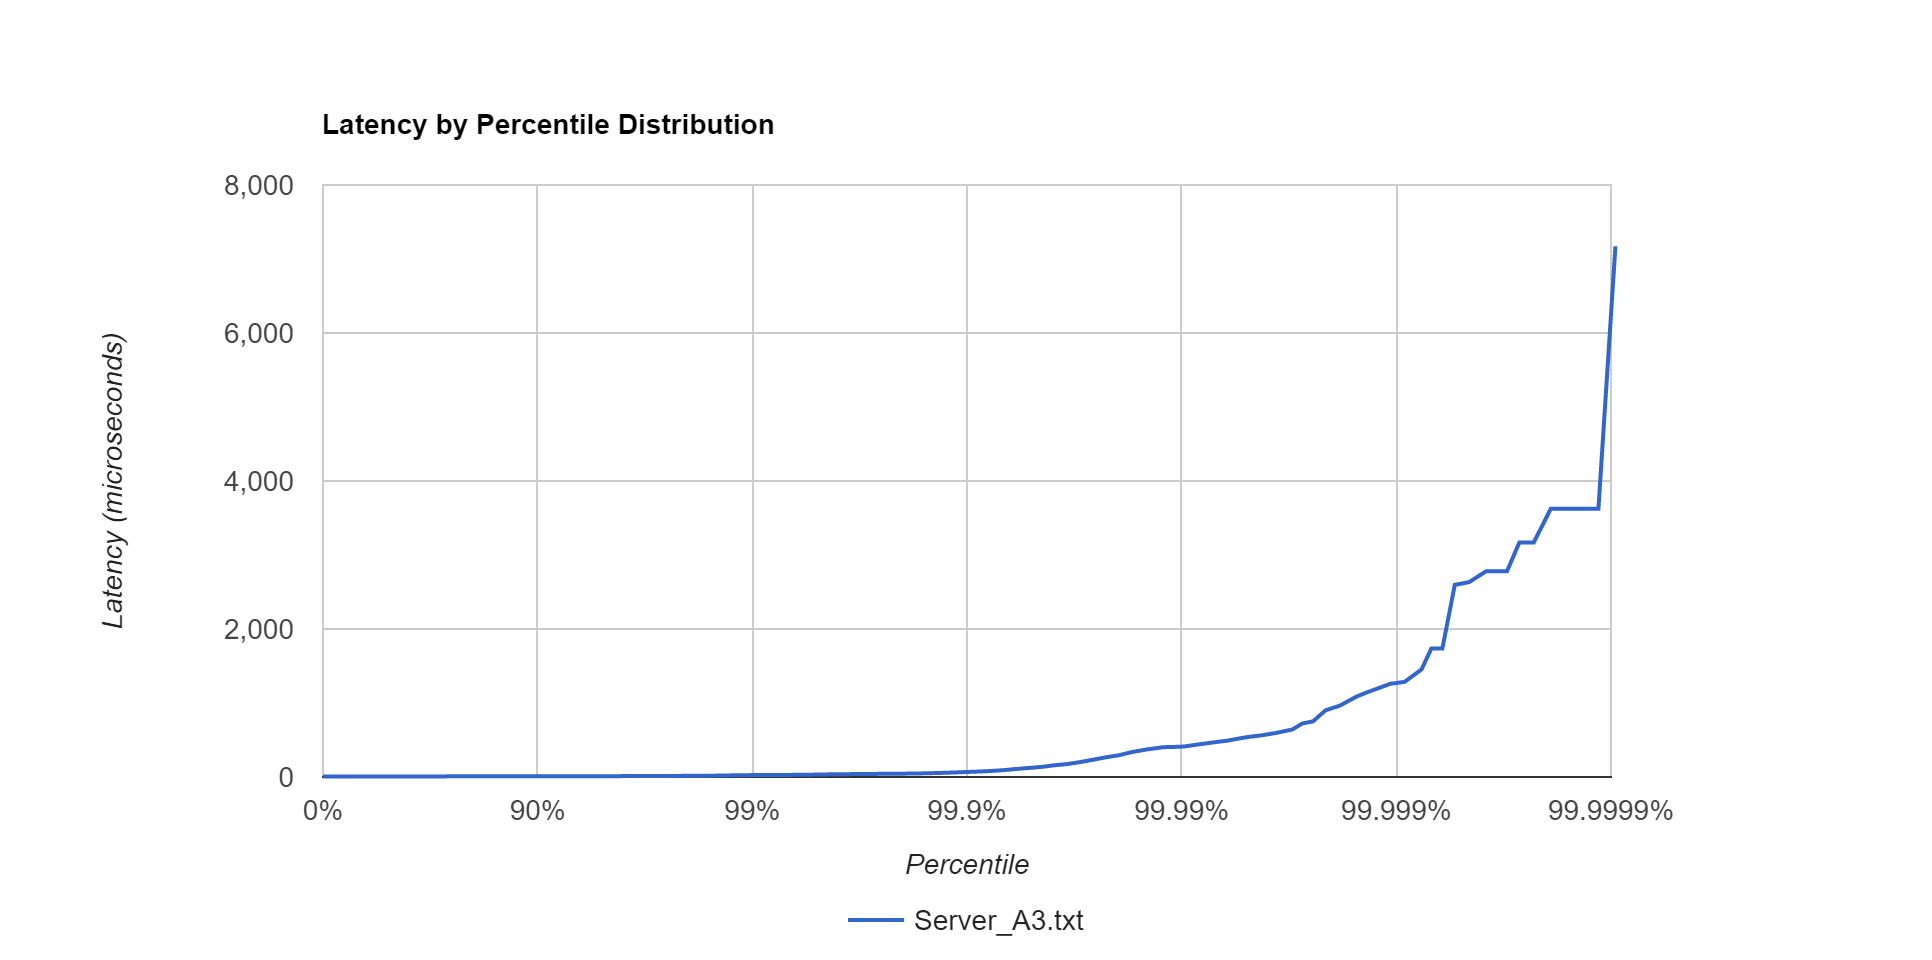 Latency by Percentile Distribution
8,000
6,000
4,000
2,000
0
Latency (microseconds)
0% 90% 99% 99.9% 99.99% 99.999% 99.9999%
Percentile
Server_A3.txt